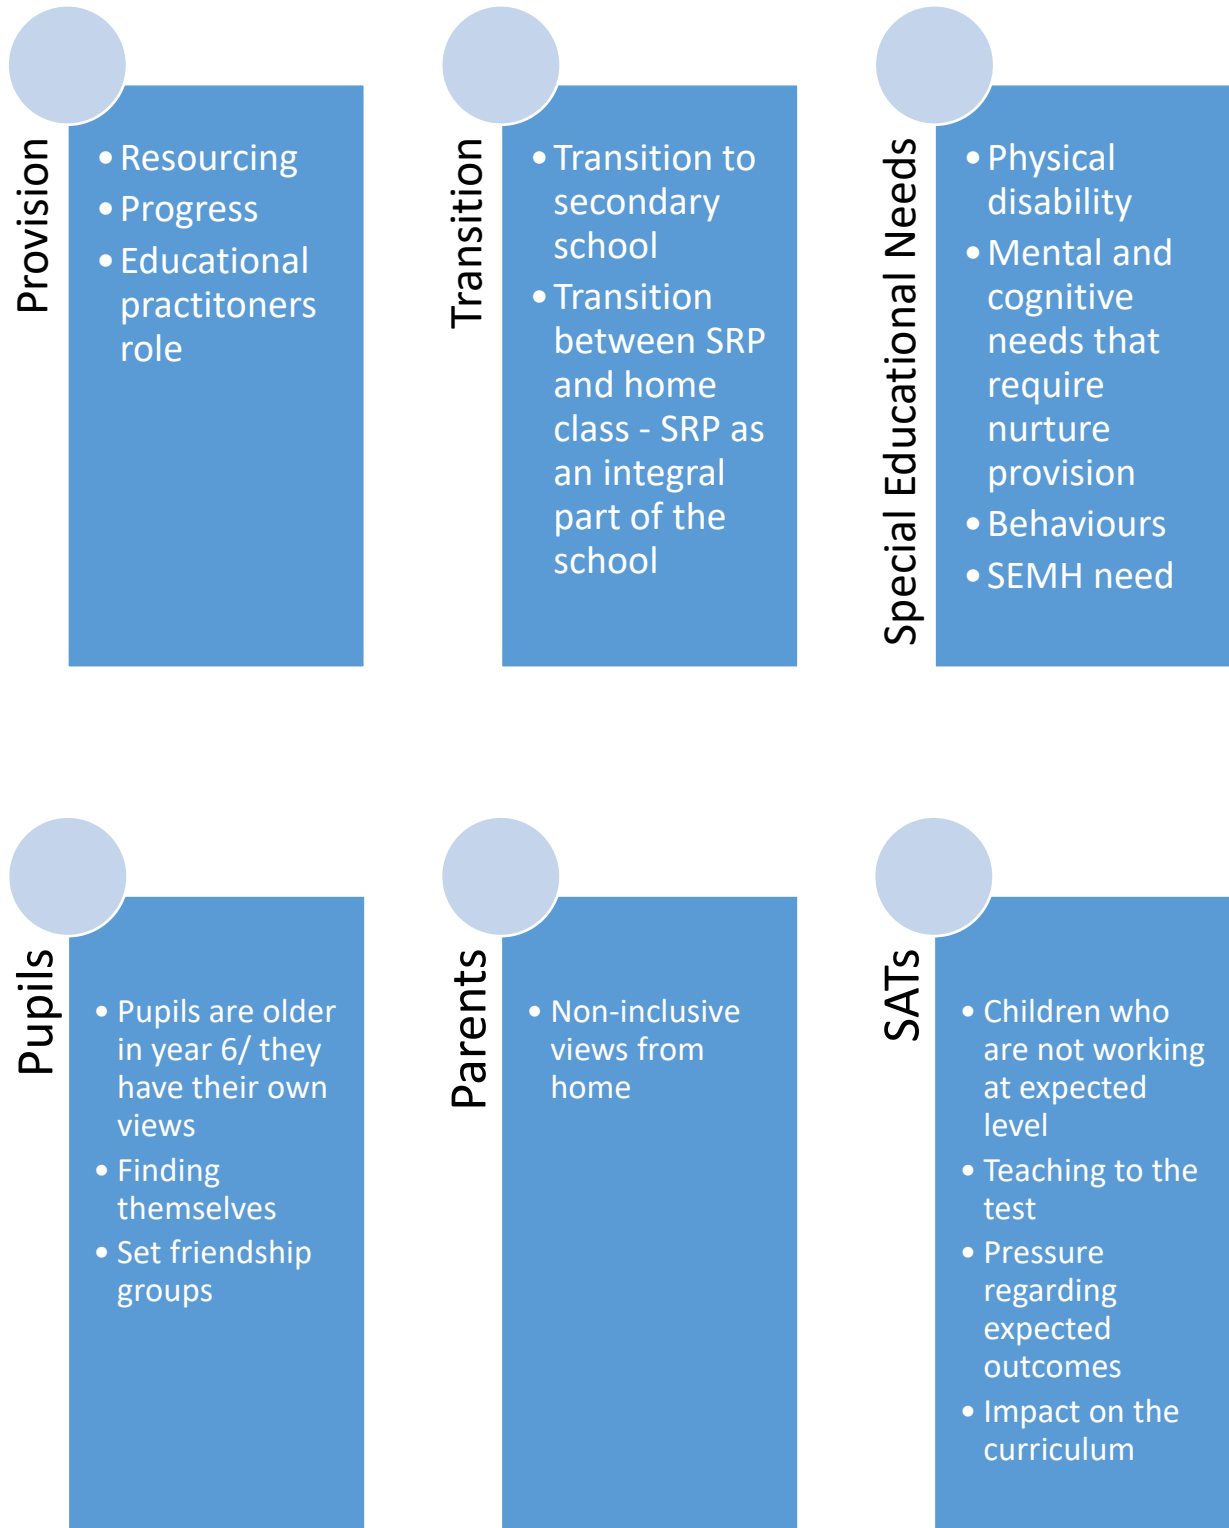 Provision
• Resourcing
• Progress
• Educational
practitoners
role
Transition
• Transition to
secondary
school
• Transition
between SRP
and home
class - SRP as
an integral
part of the
school
Special Educational Needs
• Physical
disability
• Mental and
cognitive
needs that
require
nurture
provision
• Behaviours
• SEMH need
Pupils
• Pupils are older
in year 6/ they
have their own
views
• Finding
themselves
• Set friendship
groups
Parents
• Non-inclusive
views from
home
SATs
• Children who
are not working
at expected
level
• Teaching to the
test
• Pressure
regarding
expected
outcomes
• Impact on the
curriculum